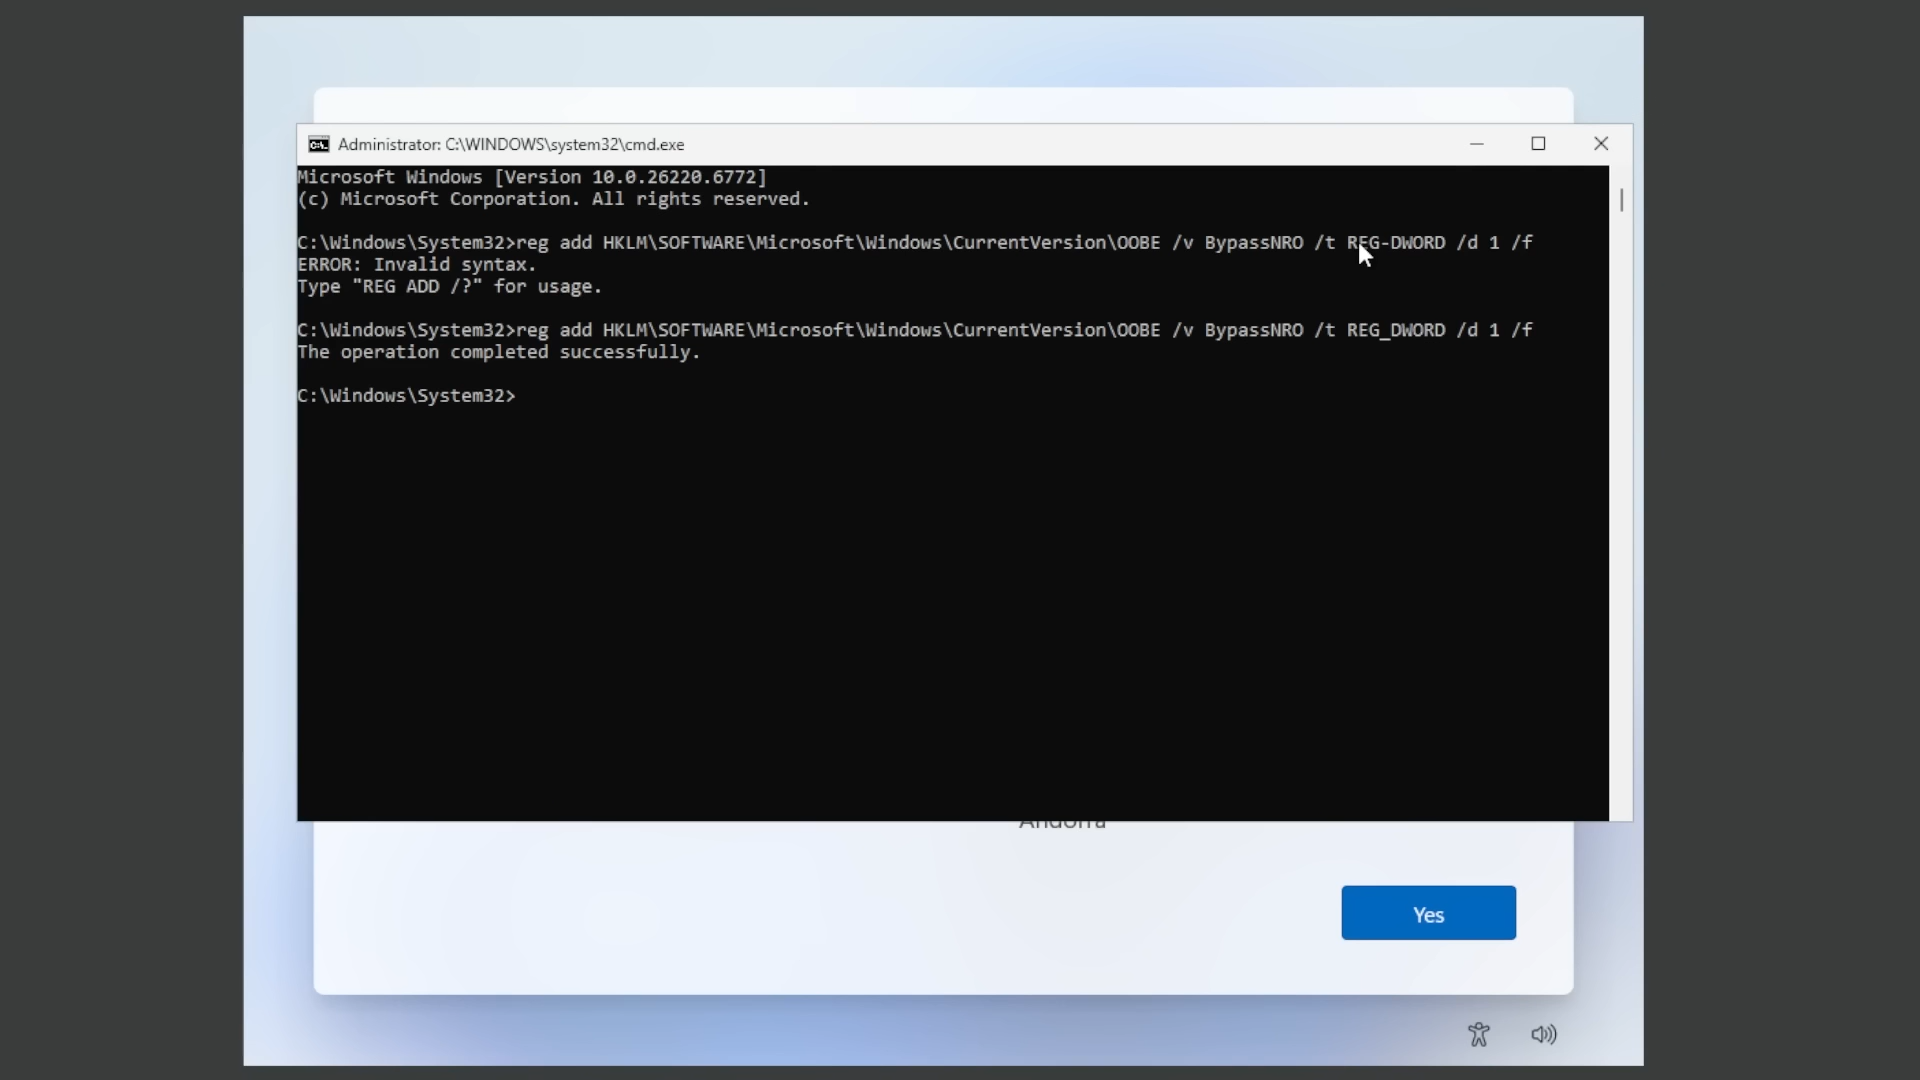 Administrator: C:\WINDOWS\system32\cmd.exe
Microsoft Windows [Version 10.0.26220.6772]
(c) Microsoft Corporation. All rights reserved.
C:\Windows\System32>reg add HKLM\SOFTWARE\Microsoft\Windows\CurrentVersion\OOBE /v BypassNRO /t REG-DWORD /d 1 /f
ERROR: Invalid syntax.
Type "REG ADD /?" for usage.
C:\Windows\System32>reg add HKLM\SOFTWARE\Microsoft\Windows\CurrentVersion\OOBE /v BypassNRO /t REG_DWORD /d 1 /f
The operation completed successfully.
C:\Windows\System32>
Andorra
Yes